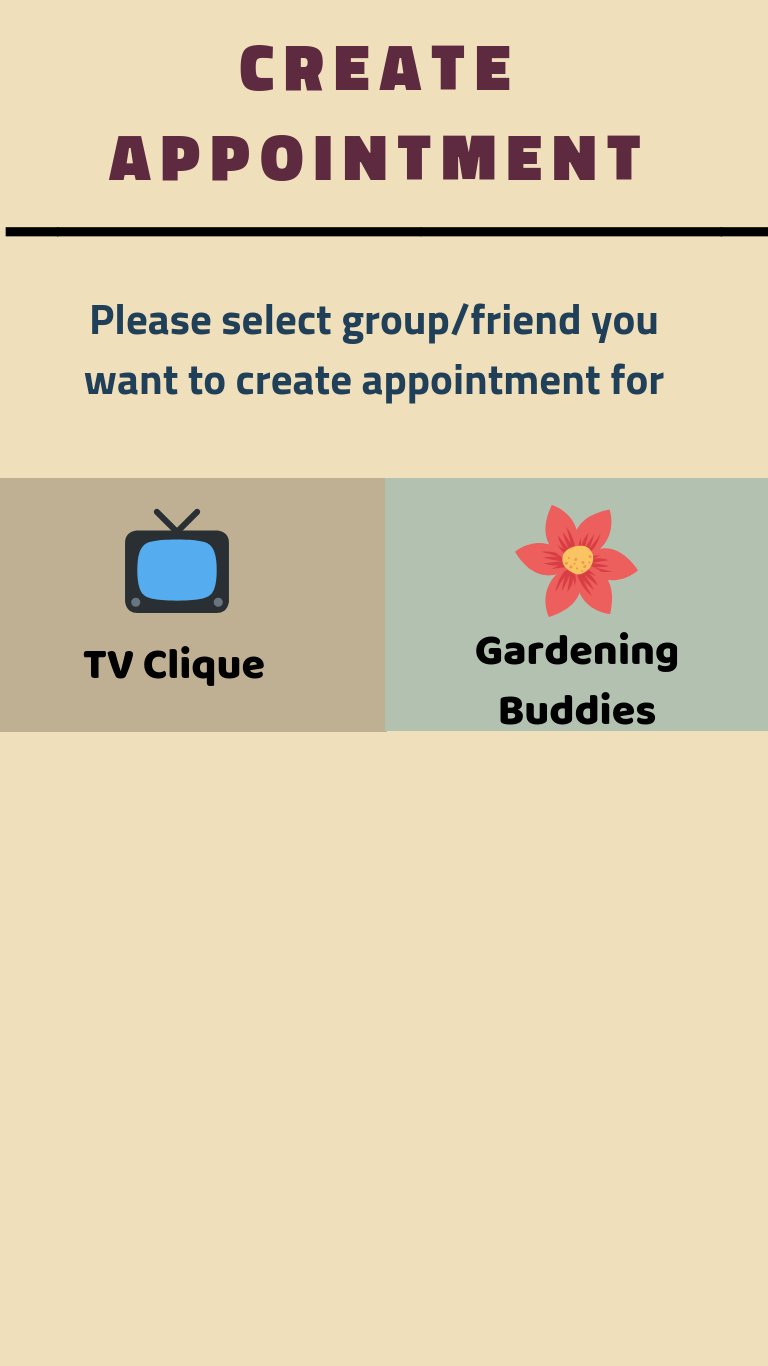 CREATE
APPOINTMENT
Please select group/friend you
want to create appointment for
TV Clique
Gardening
Buddies